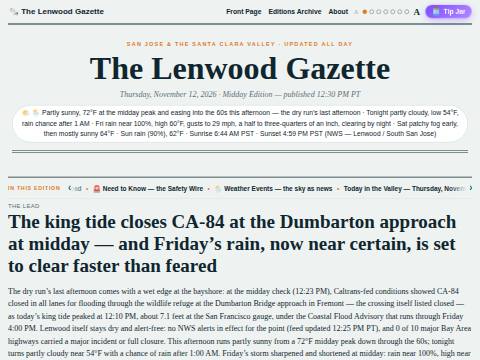 The Lenwood Gazette
Front Page Editions Archive About A A Tip Jar
SAN JOSE & THE SANTA CLARA VALLEY · UPDATED ALL DAY
The Lenwood Gazette
Thursday, November 12, 2026 · Midday Edition — published 12:30 PM PT
Partly sunny, 72°F at the midday peak and easing into the 60s this afternoon — the dry run's last afternoon · Tonight partly cloudy, low 54°F,
rain chance after 1 AM · Fri rain near 100%, high 60°F, gusts to 29 mph, a half to three-quarters of an inch, clearing by night · Sat patchy fog early,
then mostly sunny 64°F · Sun rain (90%), 62°F · Sunrise 6:44 AM PST · Sunset 4:59 PM PST (NWS — Lenwood / South San Jose)
IN THIS EDITION ‹ • Need to Know — the Safety Wire • Weather Events — the sky as news • Today in the Valley — Thursday, Novem ›
THE LEAD
The king tide closes CA-84 at the Dumbarton approach
at midday — and Friday's rain, now near certain, is set
to clear faster than feared
The dry run's last afternoon comes with a wet edge at the bayshore: at the midday check (12:23 PM), Caltrans-fed conditions showed CA-84
closed in all lanes for flooding through the wildlife refuge at the Dumbarton Bridge approach in Fremont — the crossing itself listed closed —
as today's king tide peaked at 12:10 PM, about 7.1 feet at the San Francisco gauge, under the Coastal Flood Advisory that runs through Friday
4:00 PM. Lenwood itself stays dry and alert-free: no NWS alerts in effect for the point (feed updated 12:25 PM PT), and 0 of 10 major Bay Area
highways carried a major incident or full closure. This afternoon runs partly sunny from a 72°F midday peak down through the 60s; tonight
turns partly cloudy near 54°F with a chance of rain after 1:00 AM. Friday's storm sharpened and shortened at midday: rain near 100%, high near